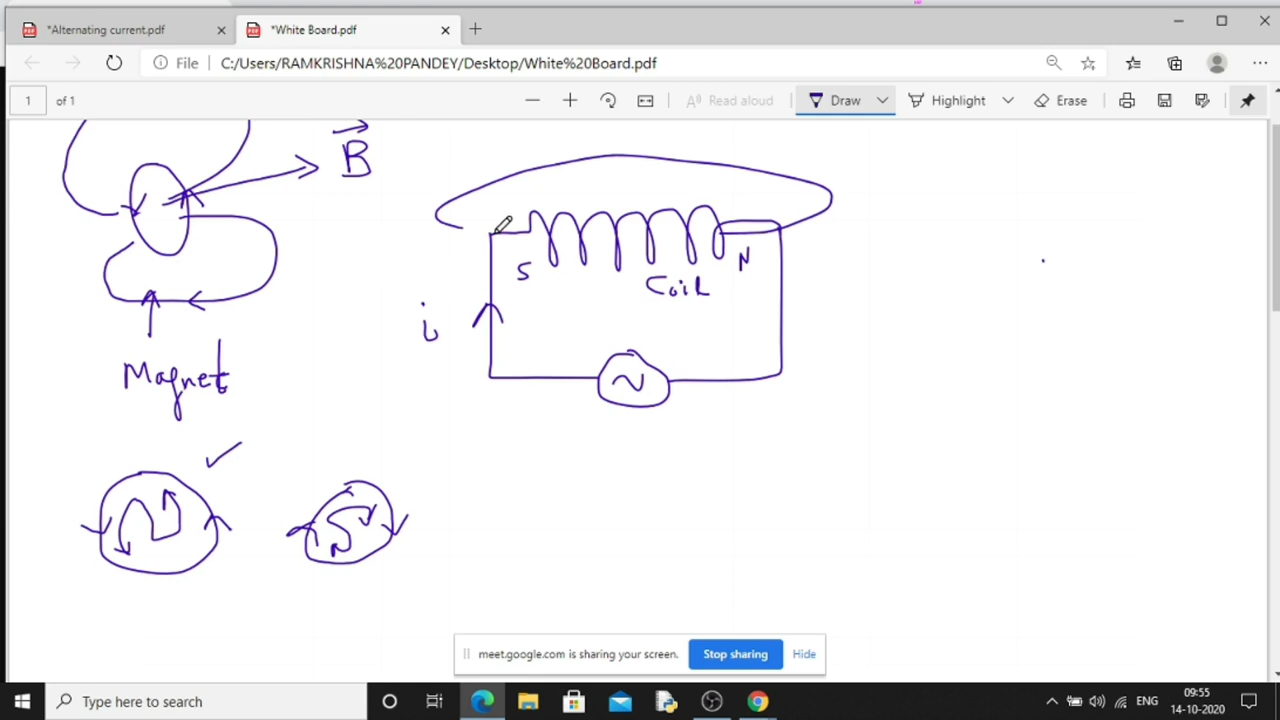 *Alternating current.pdf
*White Board.pdf
File
C:/Users/RAMKRISHNA%20PANDEY/Desktop/White%20Board.pdf
1 of 1
Read aloud
Draw
Highlight
Erase
B
S
N
Coil
i
Magnet
N
S
meet.google.com is sharing your screen.
Stop sharing
Hide
Type here to search
ENG
09:55
14-10-2020